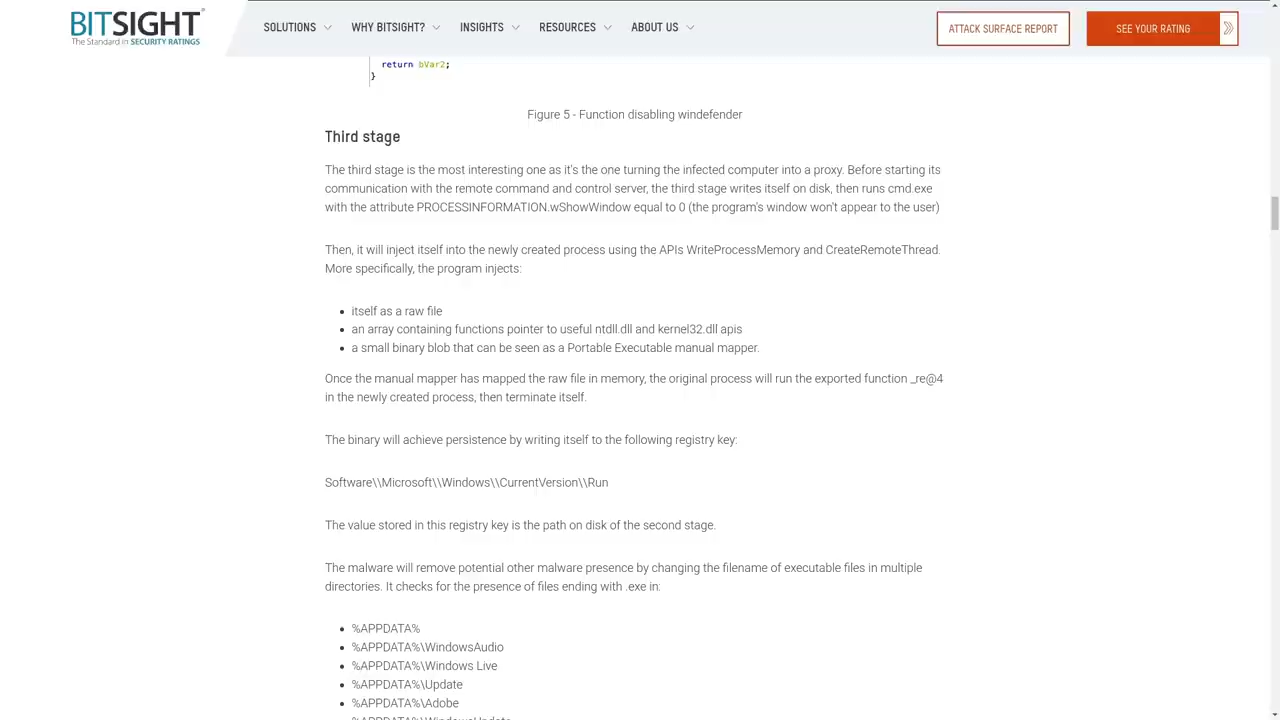 BITSIGHT®
The Standard in SECURITY RATINGS
SOLUTIONS WHY BITSIGHT? INSIGHTS RESOURCES ABOUT US
ATTACK SURFACE REPORT
SEE YOUR RATING
return bVar2;
}
Figure 5 - Function disabling windefender
Third stage
The third stage is the most interesting one as it's the one turning the infected computer into a proxy. Before starting its
communication with the remote command and control server, the third stage writes itself on disk, then runs cmd.exe
with the attribute PROCESSINFORMATION.wShowWindow equal to 0 (the program's window won't appear to the user)
Then, it will inject itself into the newly created process using the APIs WriteProcessMemory and CreateRemoteThread.
More specifically, the program injects:
• itself as a raw file
• an array containing functions pointer to useful ntdll.dll and kernel32.dll apis
• a small binary blob that can be seen as a Portable Executable manual mapper.
Once the manual mapper has mapped the raw file in memory, the original process will run the exported function _re@4
in the newly created process, then terminate itself.
The binary will achieve persistence by writing itself to the following registry key:
Software\\Microsoft\\Windows\\CurrentVersion\\Run
The value stored in this registry key is the path on disk of the second stage.
The malware will remove potential other malware presence by changing the filename of executable files in multiple
directories. It checks for the presence of files ending with .exe in:
• %APPDATA%
• %APPDATA%\WindowsAudio
• %APPDATA%\Windows Live
• %APPDATA%\Update
• %APPDATA%\Adobe
%APPDATA%\WindowsUpdate